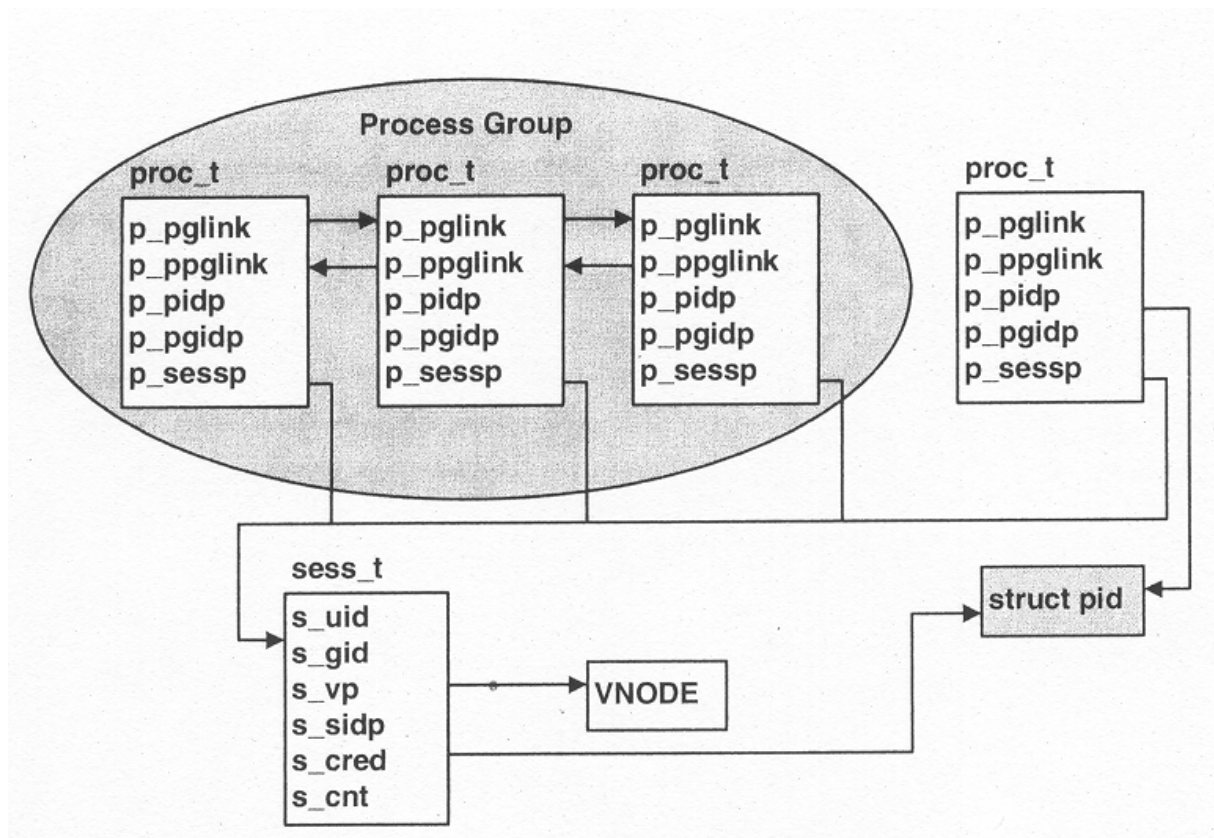 Process Group
proc_t
p_pglink
p_ppglink
p_pidp
p_pgidp
p_sessp
proc_t
p_pglink
p_ppglink
p_pidp
p_pgidp
p_sessp
proc_t
p_pglink
p_ppglink
p_pidp
p_pgidp
p_sessp
proc_t
p_pglink
p_ppglink
p_pidp
p_pgidp
p_sessp
sess_t
s_uid
s_gid
s_vp
s_sidp
s_cred
s_cnt
VNODE
struct pid